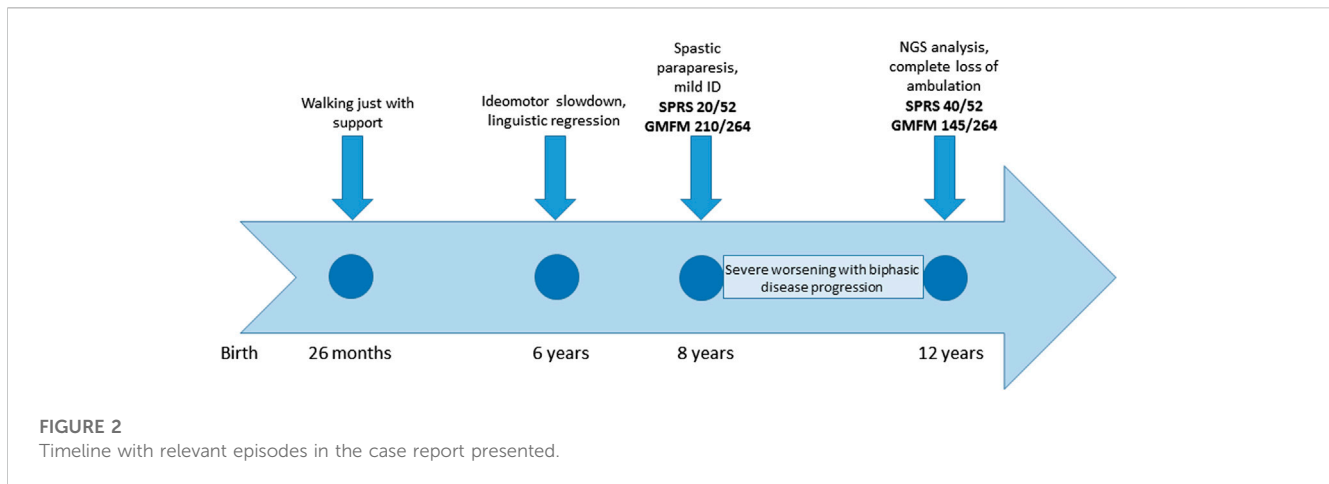 Walking just with
support
Ideomotor slowdown,
linguistic regression
Spastic
paraparesis,
mild ID
SPRS 20/52
GMFM 210/264
NGS analysis,
complete loss of
ambulation
SPRS 40/52
GMFM 145/264
Severe worsening with biphasic
disease progression
Birth
26 months
6 years
8 years
12 years
FIGURE 2
Timeline with relevant episodes in the case report presented.